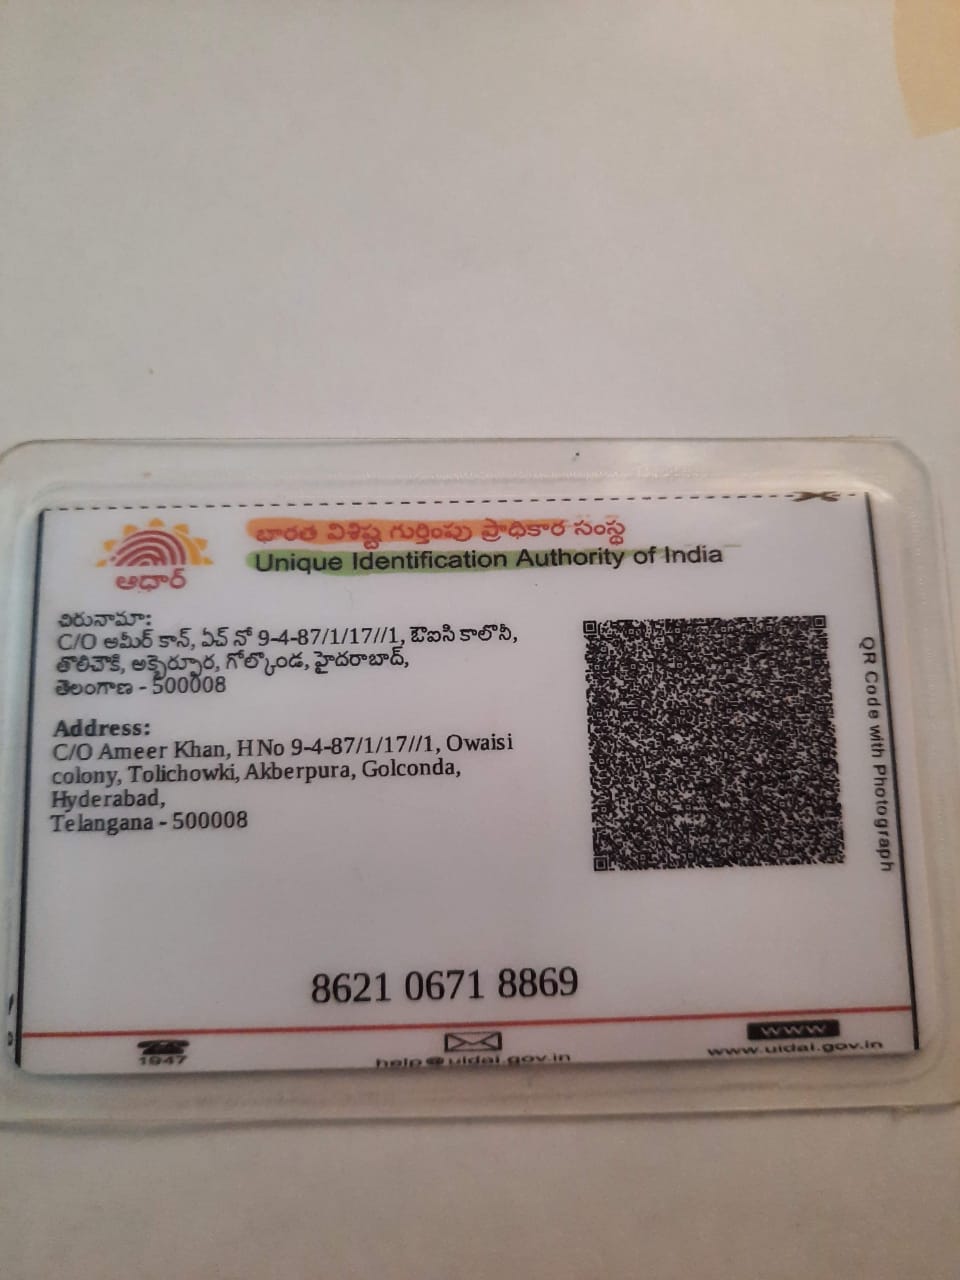 భారత విశిష్ట గుర్తింపు ప్రాధికార సంస్థ
Unique Identification Authority of India
ఆధార్
చిరునామా:
C/O అమీర్ కాన్, ఏచ్ నో 9-4-87/1/17//1, ఔఐసి కాలొనీ,
తొలిచౌకి, అక్బెర్పూర, గోల్కొండ, హైదరాబాద్,
తెలంగాణ - 500008
Address:
C/O Ameer Khan, H No 9-4-87/1/17//1, Owaisi
colony, Tolichowki, Akberpura, Golconda,
Hyderabad,
Telangana - 500008
QR Code with Photograph
8621 0671 8869
1947
help@uidai.gov.in
www
www.uidai.gov.in